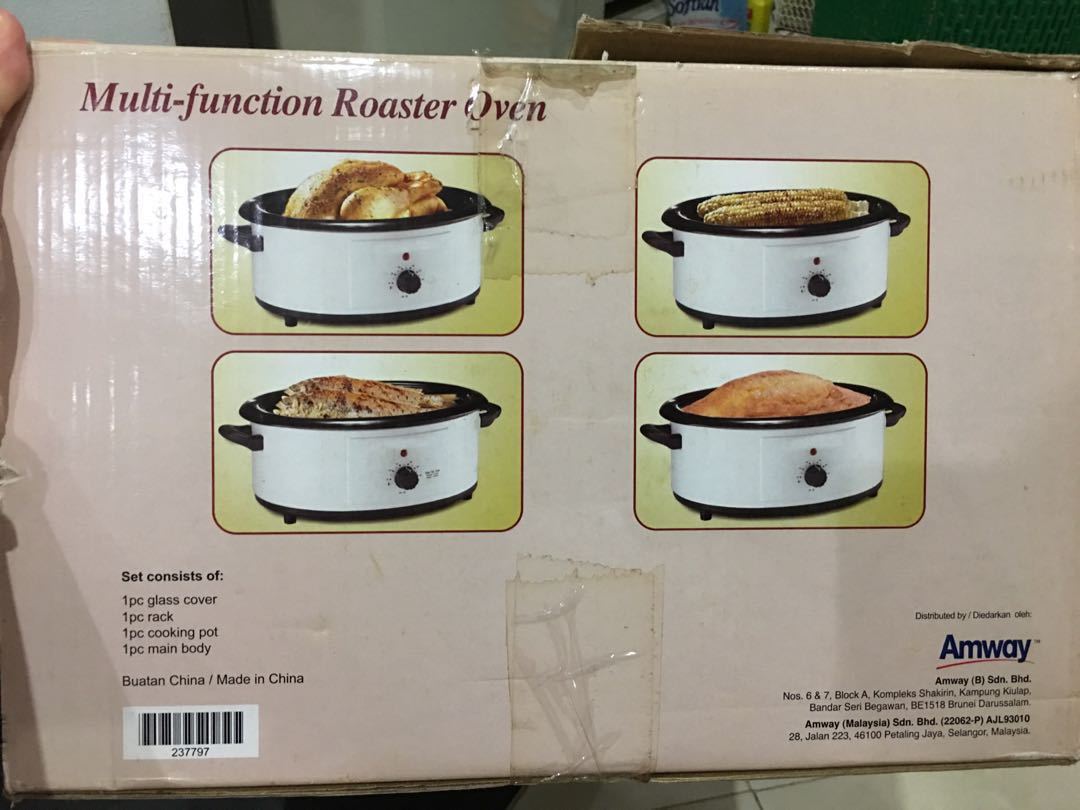 Softlan
Multi-function Roaster Oven
Set consists of:
1pc glass cover
1pc rack
1pc cooking pot
1pc main body
Buatan China / Made in China
237797
Distributed by / Diedarkan oleh:
Amway™
Amway (B) Sdn. Bhd.
Nos. 6 & 7, Block A, Kompleks Shakirin, Kampung Kiulap,
Bandar Seri Begawan, BE1518 Brunei Darussalam.
Amway (Malaysia) Sdn. Bhd. (22062-P) AJL93010
28, Jalan 223, 46100 Petaling Jaya, Selangor, Malaysia.